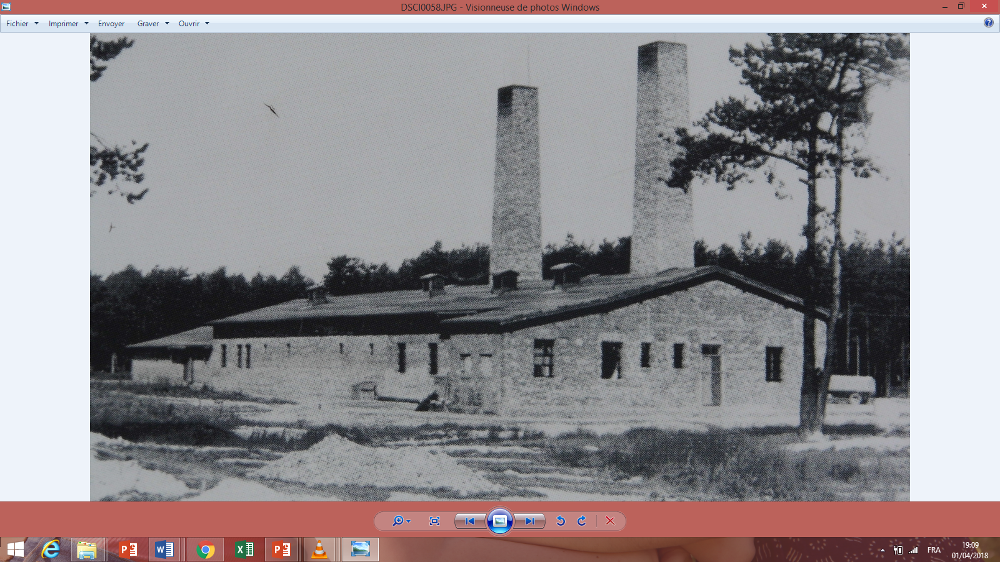 DSCI0058.JPG - Visionneuse de photos Windows
Fichier Imprimer Envoyer Graver Ouvrir
19:09
FRA
01/04/2018